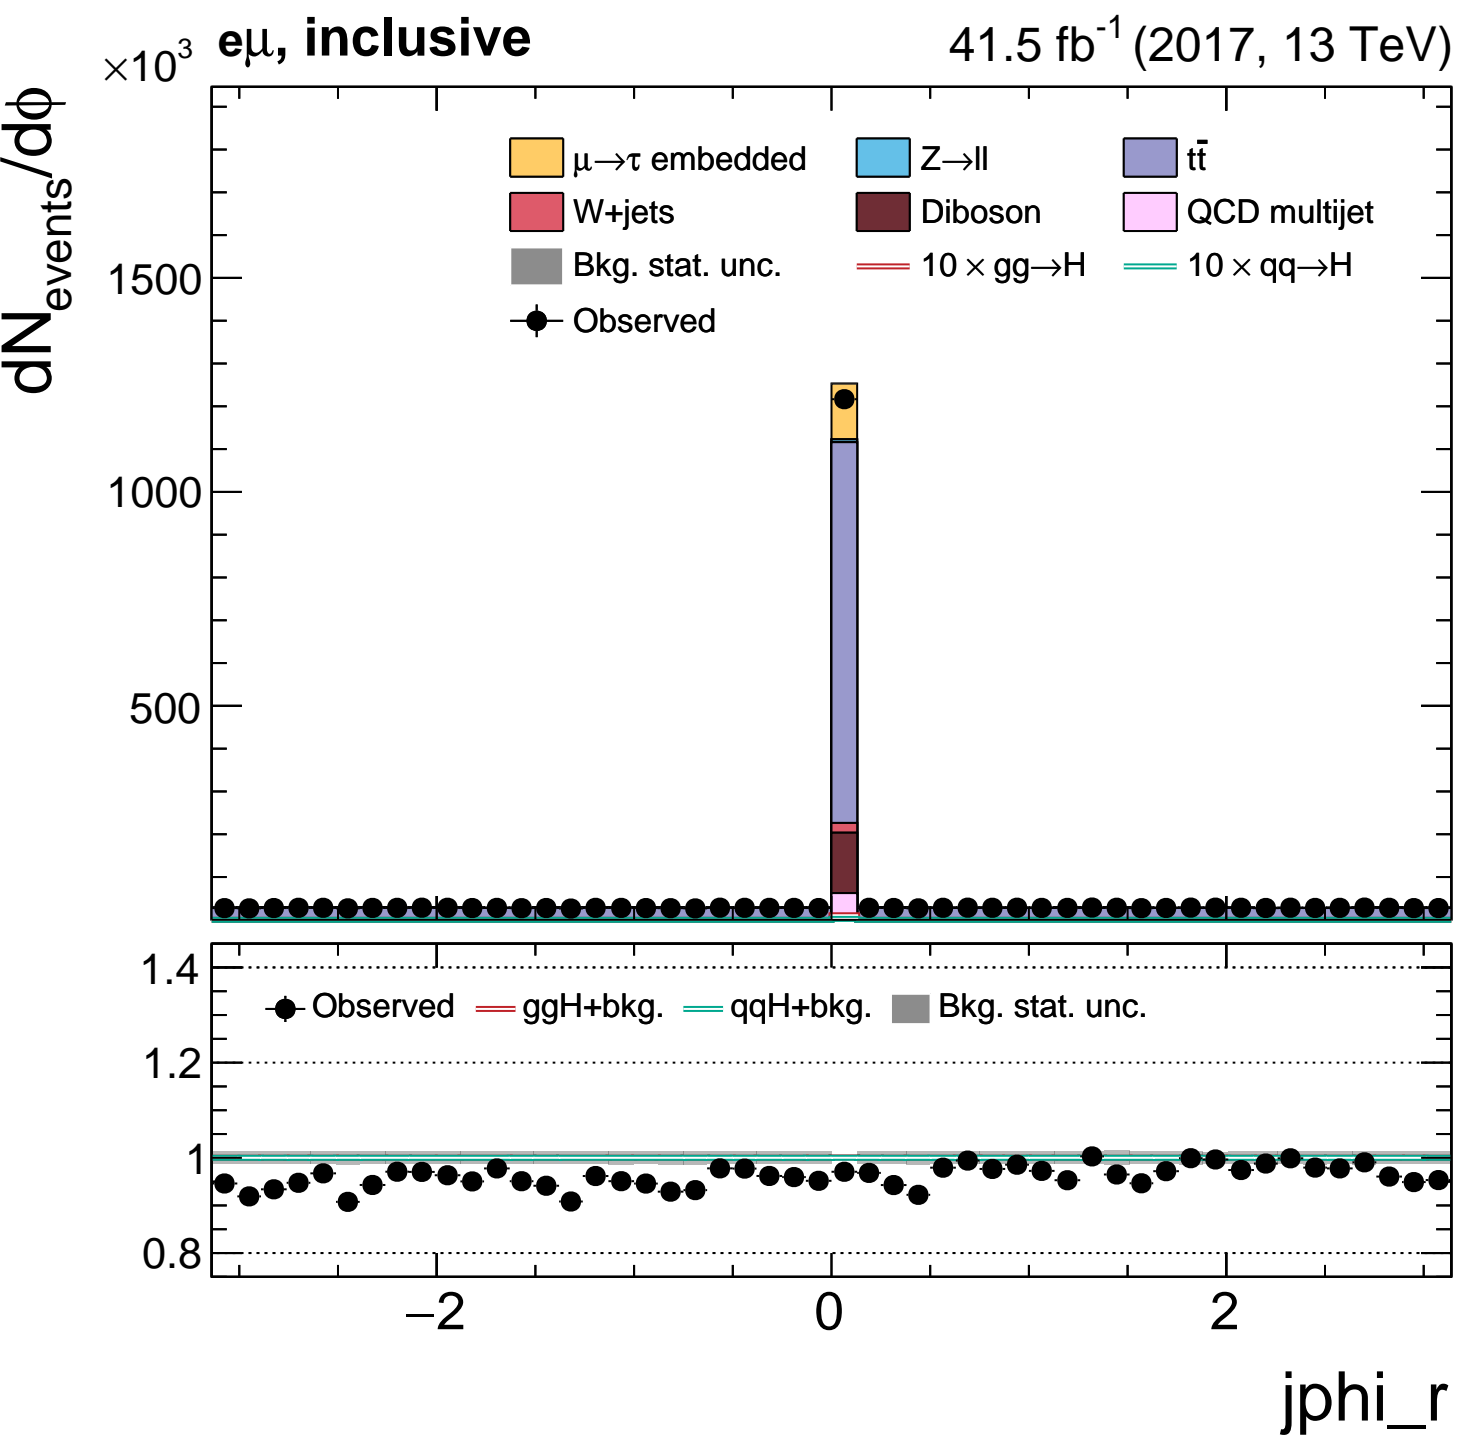 ×10³ eμ, inclusive 41.5 fb⁻¹ (2017, 13 TeV)
dN_events/dϕ
μ→τ embedded Z→ll tt̄
W+jets Diboson QCD multijet
Bkg. stat. unc. 10 × gg→H 10 × qq→H
Observed
1500
1000
500
1.4
Observed ggH+bkg. qqH+bkg. Bkg. stat. unc.
1.2
1
0.8
−2 0 2
jphi_r